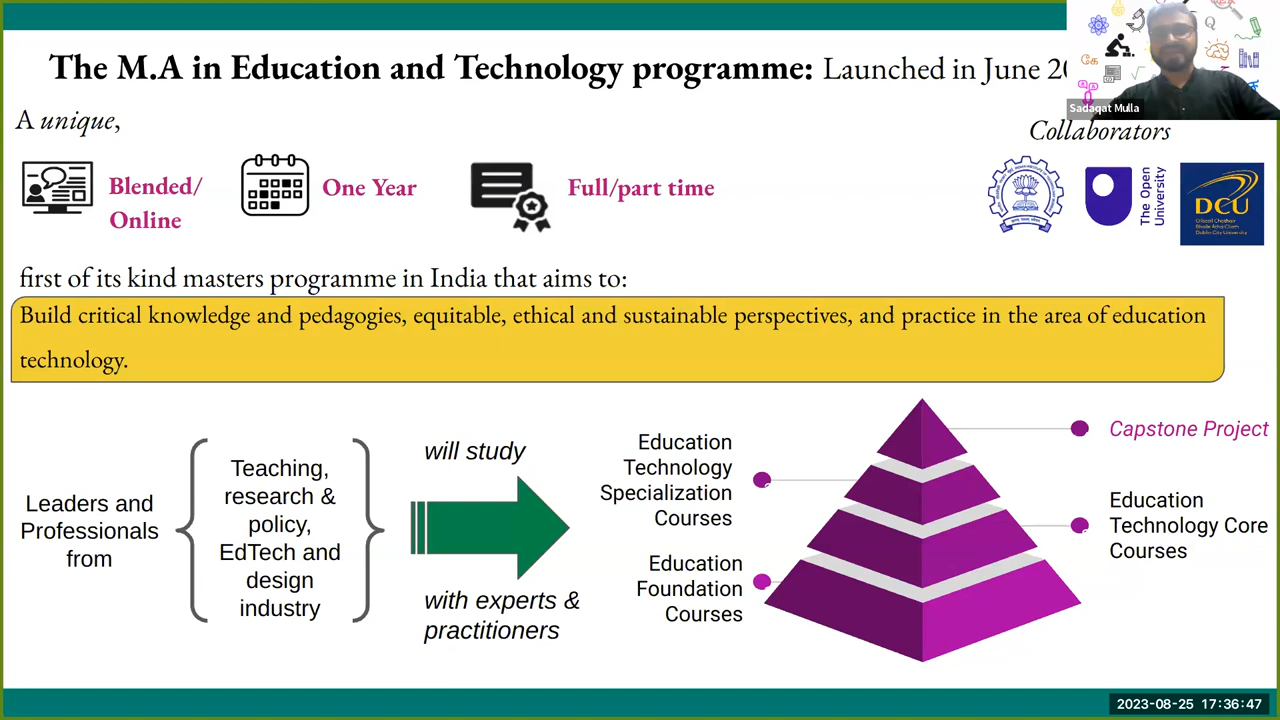 The M.A in Education and Technology programme: Launched in June
Sadaqat Mulla
A unique,
Collaborators
Blended/
Online
One Year
Full/part time
The Open
University
DCU
first of its kind masters programme in India that aims to:
Build critical knowledge and pedagogies, equitable, ethical and sustainable perspectives, and practice in the area of education
technology.
Leaders and
Professionals
from
Teaching,
research &
policy,
EdTech and
design
industry
will study
with experts &
practitioners
Education
Technology
Specialization
Courses
Education
Foundation
Courses
Capstone Project
Education
Technology Core
Courses
2023-08-25 17:36:47